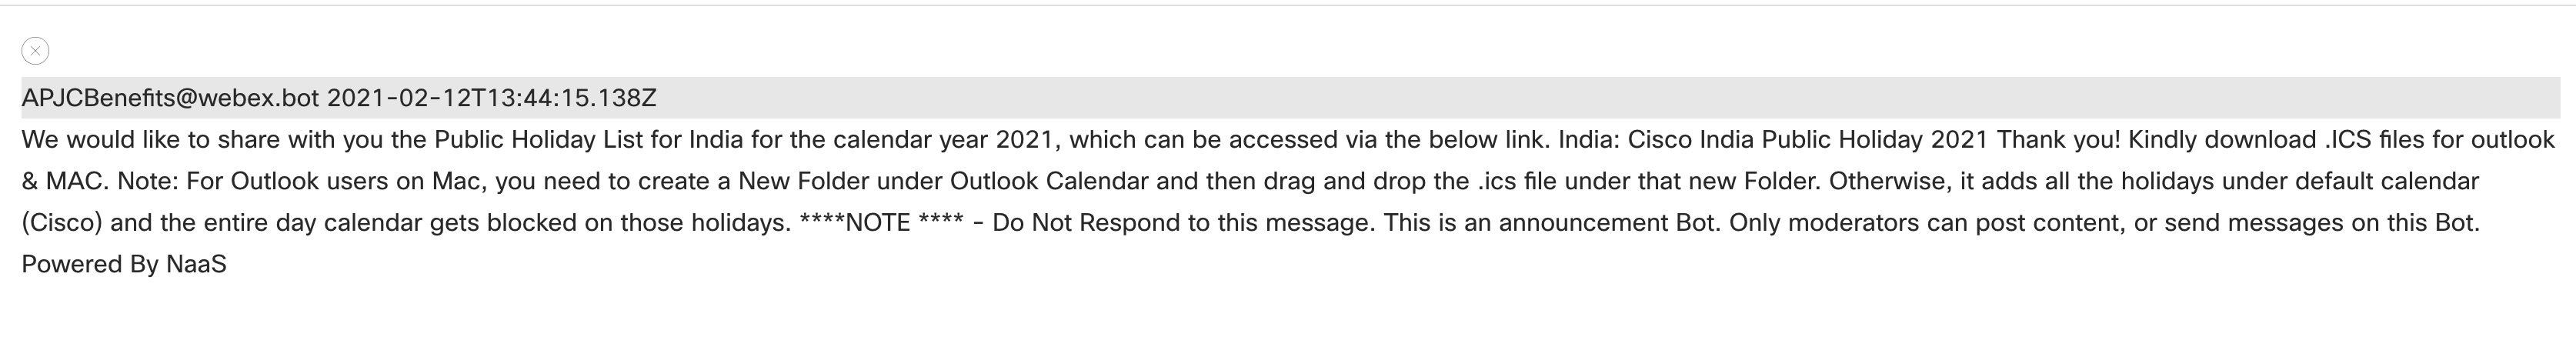 APJCBenefits@webex.bot 2021-02-12T13:44:15.138Z
We would like to share with you the Public Holiday List for India for the calendar year 2021, which can be accessed via the below link. India: Cisco India Public Holiday 2021 Thank you! Kindly download .ICS files for outlook
& MAC. Note: For Outlook users on Mac, you need to create a New Folder under Outlook Calendar and then drag and drop the .ics file under that new Folder. Otherwise, it adds all the holidays under default calendar
(Cisco) and the entire day calendar gets blocked on those holidays. ****NOTE **** - Do Not Respond to this message. This is an announcement Bot. Only moderators can post content, or send messages on this Bot.
Powered By NaaS